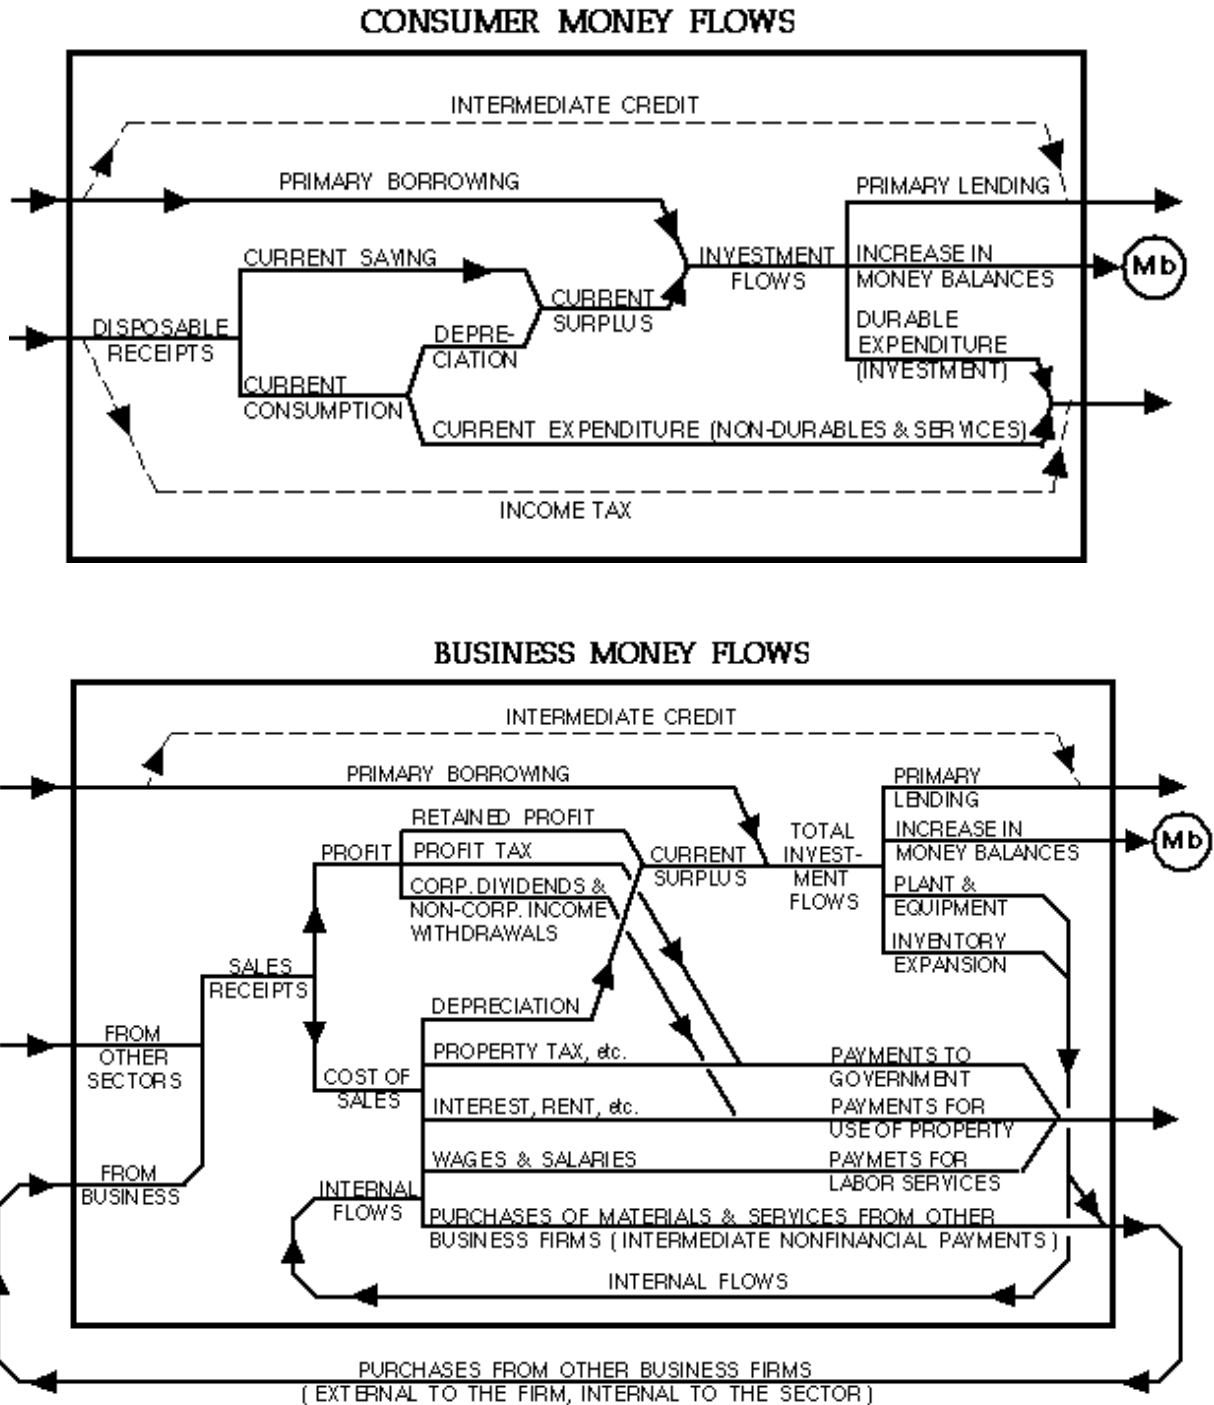 CONSUMER MONEY FLOWS
INTERMEDIATE CREDIT
PRIMARY BORROWING
PRIMARY LENDING
CURRENT SAVING
INVESTMENT
FLOWS
INCREASE IN
MONEY BALANCES
Mb
CURRENT
SURPLUS
DISPOSABLE
RECEIPTS
DEPRE-
CIATION
DURABLE
EXPENDITURE
(INVESTMENT)
CURRENT
CONSUMPTION
CURRENT EXPENDITURE (NON-DURABLES & SERVICES)
INCOME TAX
BUSINESS MONEY FLOWS
INTERMEDIATE CREDIT
PRIMARY BORROWING
PRIMARY
LENDING
RETAINED PROFIT
PROFIT
PROFIT TAX
CORP. DIVIDENDS &
NON-CORP. INCOME
WITHDRAWALS
CURRENT
SURPLUS
TOTAL
INVEST-
MENT
FLOWS
INCREASE IN
MONEY BALANCES
Mb
PLANT &
EQUIPMENT
INVENTORY
EXPANSION
SALES
RECEIPTS
DEPRECIATION
FROM
OTHER
SECTORS
PROPERTY TAX, etc.
PAYMENTS TO
GOVERNMENT
COST OF
SALES
INTEREST, RENT, etc.
PAYMENTS FOR
USE OF PROPERTY
WAGES & SALARIES
PAYMETS FOR
LABOR SERVICES
FROM
BUSINESS
INTERNAL
FLOWS
PURCHASES OF MATERIALS & SERVICES FROM OTHER
BUSINESS FIRMS ( INTERMEDIATE NONFINANCIAL PAYMENTS )
INTERNAL FLOWS
PURCHASES FROM OTHER BUSINESS FIRMS
( EXTERNAL TO THE FIRM, INTERNAL TO THE SECTOR )